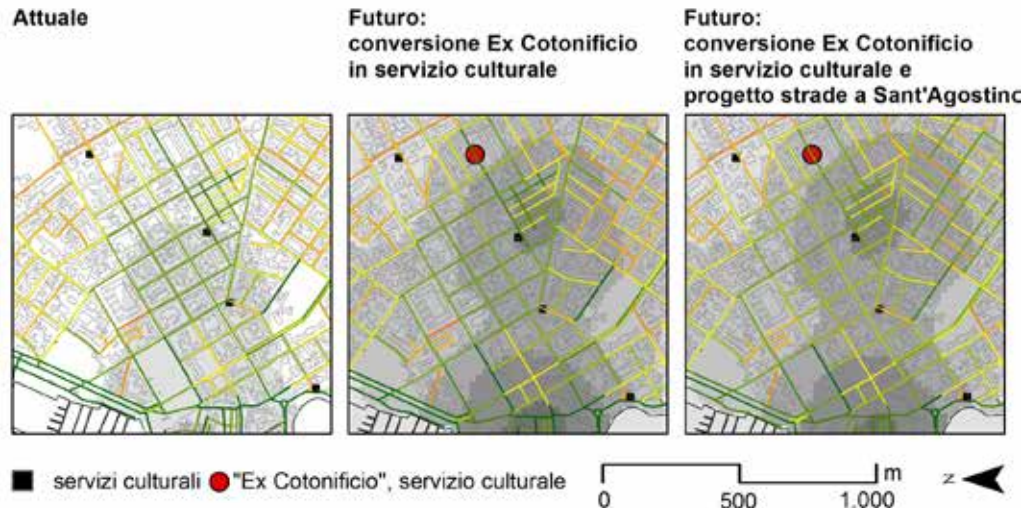 Attuale
Futuro:
conversione Ex Cotonificio
in servizio culturale
Futuro:
conversione Ex Cotonificio
in servizio culturale e
progetto strade a Sant'Agostino
servizi culturali
"Ex Cotonificio", servizio culturale
m
0 500 1.000
N